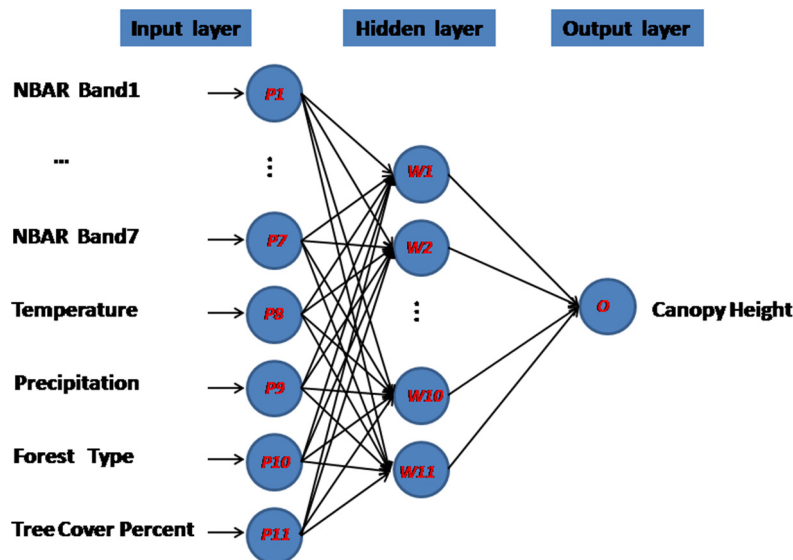 Input layer
Hidden layer
Output layer
NBAR Band1
P1
...
...
W1
NBAR Band7
P7
W2
Temperature
P8
...
O
Canopy Height
Precipitation
P9
W10
Forest Type
P10
W11
Tree Cover Percent
P11